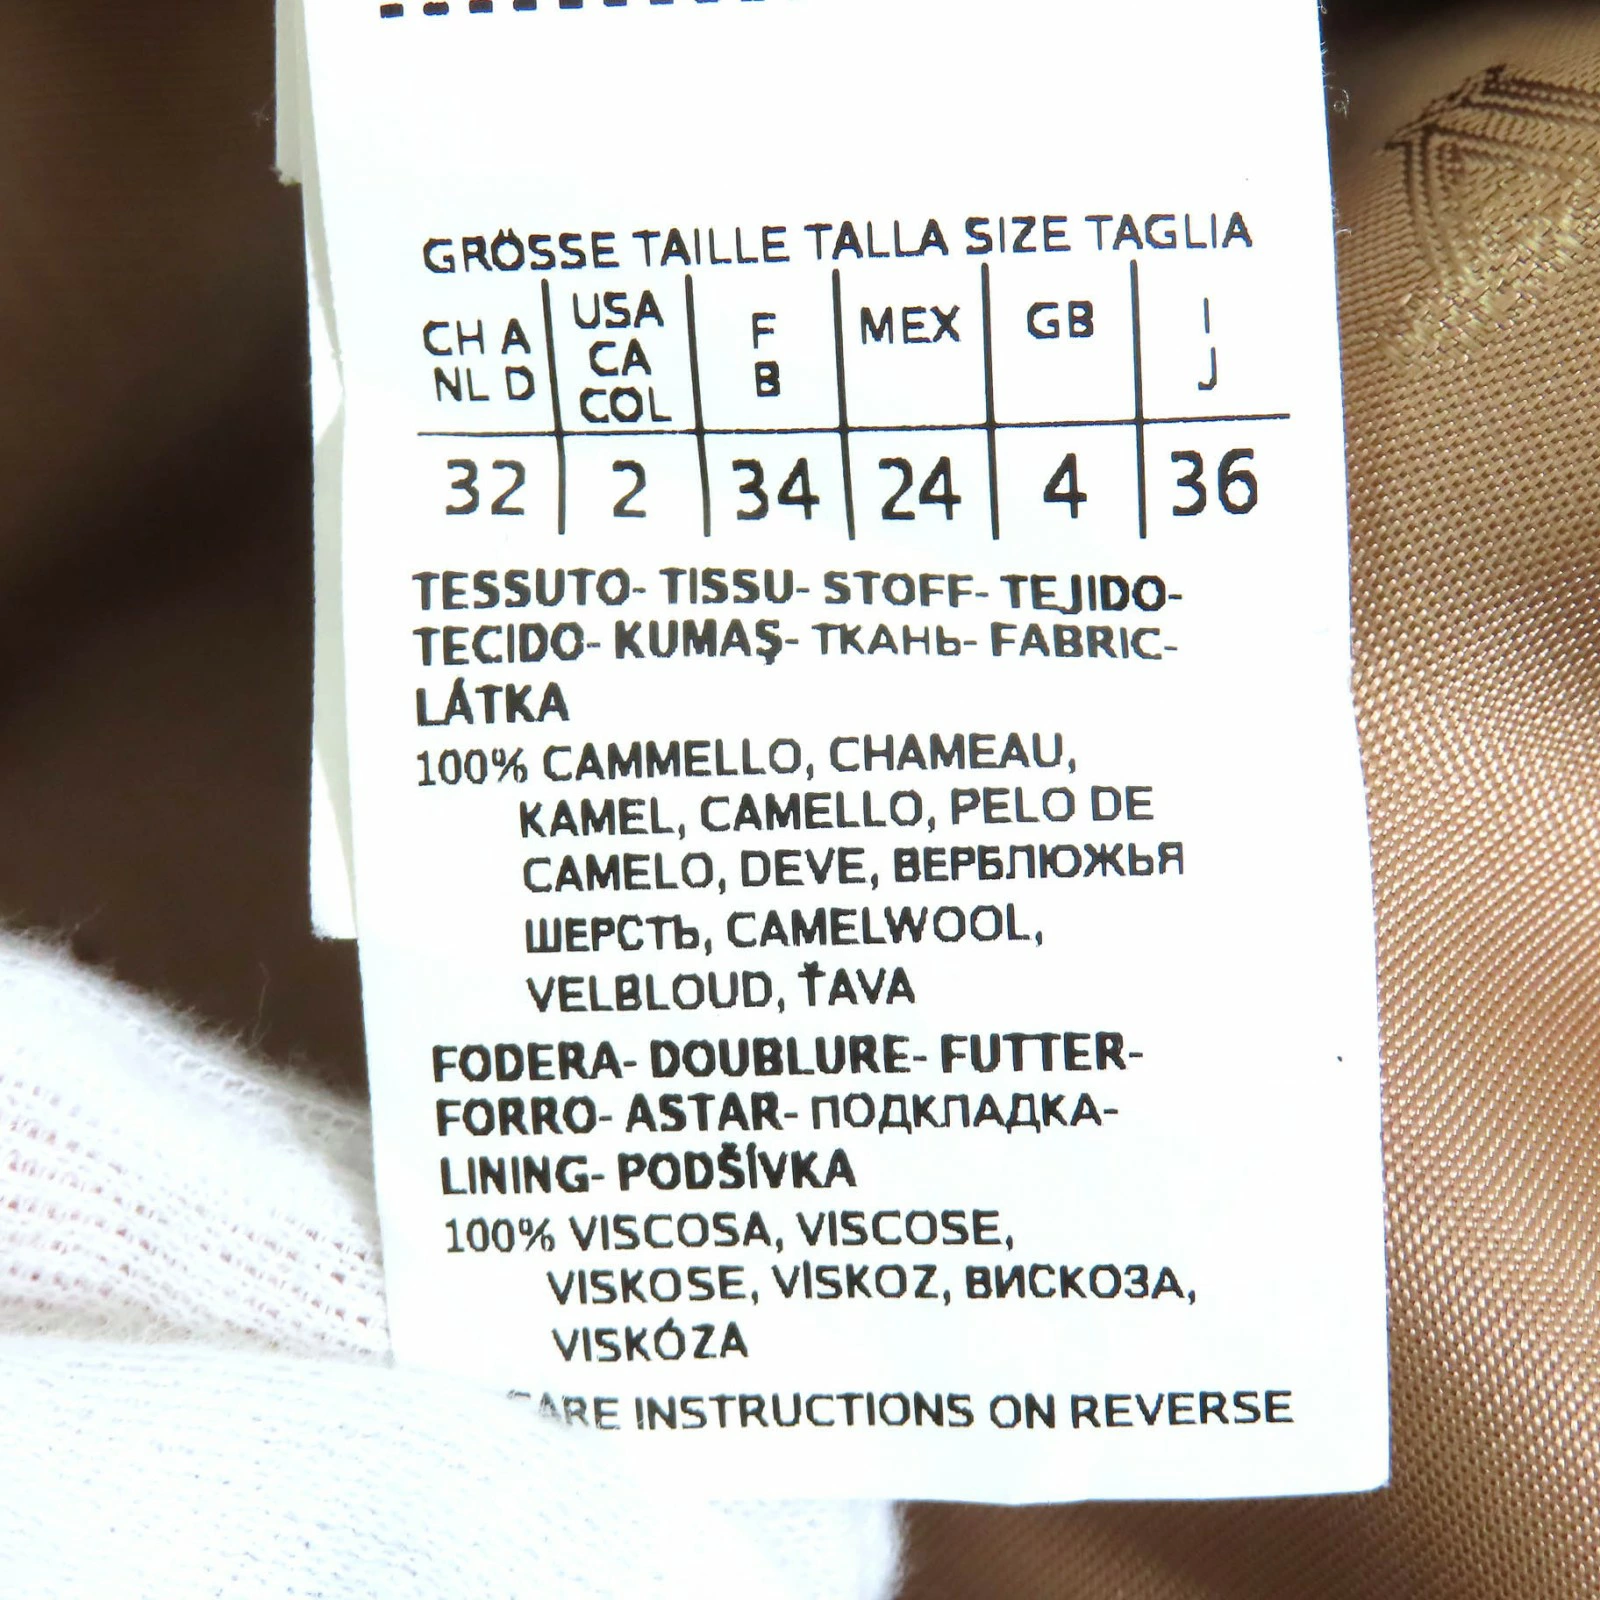 GRÖSSE TAILLE TALLA SIZE TAGLIA
CH A NL D | USA CA COL | F B | MEX | GB | I J
32 | 2 | 34 | 24 | 4 | 36
TESSUTO- TISSU- STOFF- TEJIDO-
TECIDO- KUMAŞ- ТКАНЬ- FABRIC-
LÁTKA
100% CAMMELLO, CHAMEAU,
KAMEL, CAMELLO, PELO DE
CAMELO, DEVE, ВЕРБЛЮЖЬЯ
ШЕРСТЬ, CAMELWOOL,
VELBLOUD, ŤAVA
FODERA- DOUBLURE- FUTTER-
FORRO- ASTAR- ПОДКЛАДКА-
LINING- PODŠÍVKA
100% VISCOSA, VISCOSE,
VISKOSE, VİSKOZ, ВИСКОЗА,
VISKÓZA
CARE INSTRUCTIONS ON REVERSE